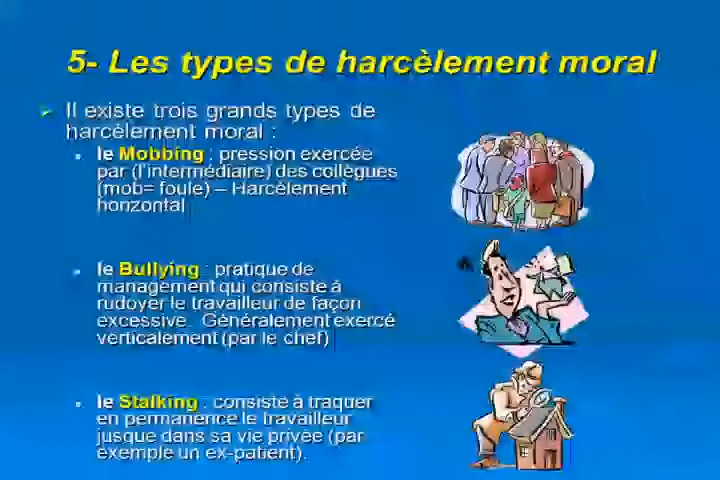 5- Les types de harcèlement moral
Il existe trois grands types de
harcèlement moral :
le Mobbing : pression exercée
par (l'intermédiaire) des collègues
(mob= foule) – Harcèlement
horizontal
le Bullying : pratique de
management qui consiste à
rudoyer le travailleur de façon
excessive. Généralement exercé
verticalement (par le chef)
le Stalking : consiste à traquer
en permanence le travailleur
jusque dans sa vie privée (par
exemple un ex-patient).